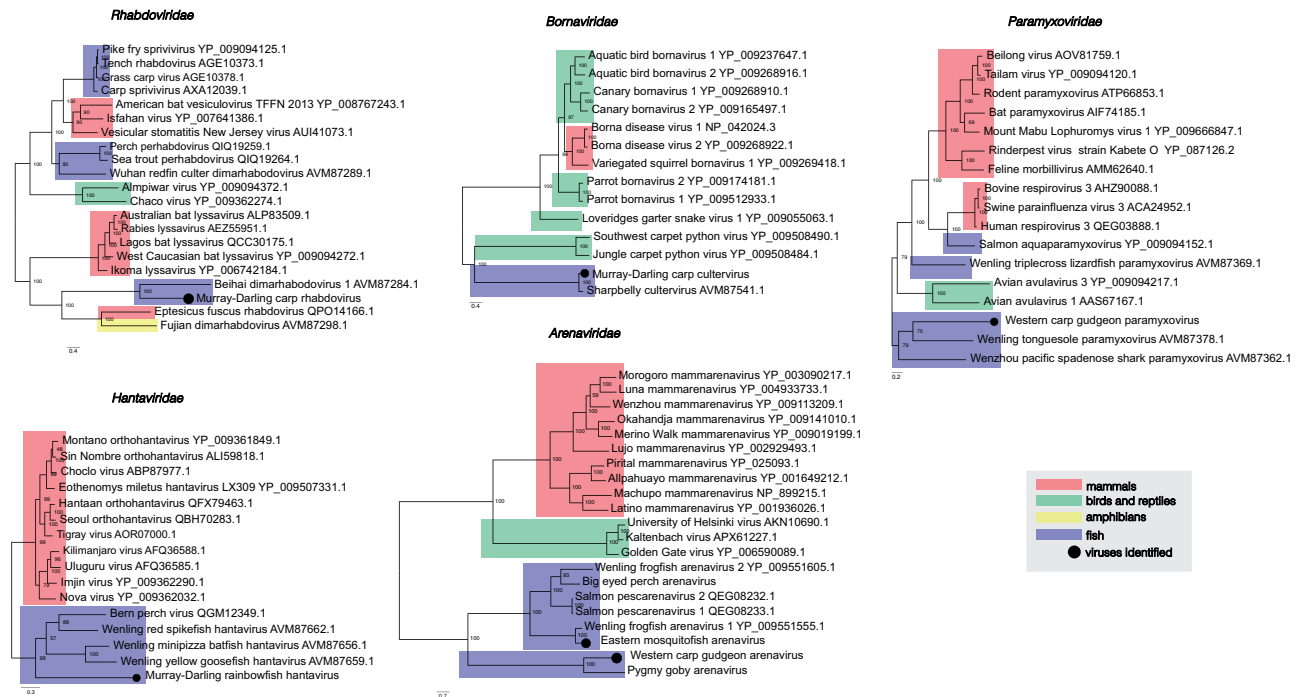 Rhabdoviridae
Pike fry sprivivirus YP_009094125.1
Tench rhabdovirus AGE10373.1
Grass carp virus AGE10378.1
Carp sprivivirus AXA12039.1
American bat vesiculovirus TFFN 2013 YP_008767243.1
Isfahan virus YP_007641386.1
Vesicular stomatitis New Jersey virus AUI41073.1
Perch perhabdovirus QIQ19259.1
Sea trout perhabdovirus QIQ19264.1
Wuhan redfin culter dimarhabodovirus AVM87289.1
Almpiwar virus YP_009094372.1
Chaco virus YP_009362274.1
Australian bat lyssavirus ALP83509.1
Rabies lyssavirus AEZ55951.1
Lagos bat lyssavirus QCC30175.1
West Caucasian bat lyssavirus YP_009094272.1
Ikoma lyssavirus YP_006742184.1
Beihai dimarhabodovirus 1 AVM87284.1
Murray-Darling carp rhabdovirus
Eptesicus fuscus rhabdovirus QPO14166.1
Fujian dimarhabdovirus AVM87298.1
0.4
Bornaviridae
Aquatic bird bornavirus 1 YP_009237647.1
Aquatic bird bornavirus 2 YP_009268916.1
Canary bornavirus 1 YP_009268910.1
Canary bornavirus 2 YP_009165497.1
Borna disease virus 1 NP_042024.3
Borna disease virus 2 YP_009268922.1
Variegated squirrel bornavirus 1 YP_009269418.1
Parrot bornavirus 2 YP_009174181.1
Parrot bornavirus 1 YP_009512933.1
Loveridges garter snake virus 1 YP_009055063.1
Southwest carpet python virus YP_009508490.1
Jungle carpet python virus YP_009508484.1
Murray-Darling carp cultervirus
Sharpbelly cultervirus AVM87541.1
0.4
Paramyxoviridae
Beilong virus AOV81759.1
Tailam virus YP_009094120.1
Rodent paramyxovirus ATP66853.1
Bat paramyxovirus AIF74185.1
Mount Mabu Lophuromys virus 1 YP_009666847.1
Rinderpest virus strain Kabete O YP_087126.2
Feline morbillivirus AMM62640.1
Bovine respirovirus 3 AHZ90088.1
Swine parainfluenza virus 3 ACA24952.1
Human respirovirus 3 QEG03888.1
Salmon aquaparamyxovirus YP_009094152.1
Wenling triplecross lizardfish paramyxovirus AVM87369.1
Avian avulavirus 3 YP_009094217.1
Avian avulavirus 1 AAS67167.1
Western carp gudgeon paramyxovirus
Wenling tonguesole paramyxovirus AVM87378.1
Wenzhou pacific spadenose shark paramyxovirus AVM87362.1
0.2
Hantaviridae
Montano orthohantavirus YP_009361849.1
Sin Nombre orthohantavirus ALI59818.1
Choclo virus ABP87977.1
Eothenomys miletus hantavirus LX309 YP_009507331.1
Hantaan orthohantavirus QFX79463.1
Seoul orthohantavirus QBH70283.1
Tigray virus AOR07000.1
Kilimanjaro virus AFQ36588.1
Uluguru virus AFQ36585.1
Imjin virus YP_009362290.1
Nova virus YP_009362032.1
Bern perch virus QGM12349.1
Wenling red spikefish hantavirus AVM87662.1
Wenling minipizza batfish hantavirus AVM87656.1
Wenling yellow goosefish hantavirus AVM87659.1
Murray-Darling rainbowfish hantavirus
0.3
Arenaviridae
Morogoro mammarenavirus YP_003090217.1
Luna mammarenavirus YP_004933733.1
Wenzhou mammarenavirus YP_009113209.1
Okahandja mammarenavirus YP_009141010.1
Merino Walk mammarenavirus YP_009019199.1
Lujo mammarenavirus YP_002929493.1
Pirital mammarenavirus YP_025093.1
Allpahuayo mammarenavirus YP_001649212.1
Machupo mammarenavirus NP_899215.1
Latino mammarenavirus YP_001936026.1
University of Helsinki virus AKN10690.1
Kaltenbach virus APX61227.1
Golden Gate virus YP_006590089.1
Wenling frogfish arenavirus 2 YP_009551605.1
Big eyed perch arenavirus
Salmon pescarenavirus 2 QEG08232.1
Salmon pescarenavirus 1 QEG08233.1
Wenling frogfish arenavirus 1 YP_009551555.1
Eastern mosquitofish arenavirus
Western carp gudgeon arenavirus
Pygmy goby arenavirus
0.7
mammals
birds and reptiles
amphibians
fish
viruses identified